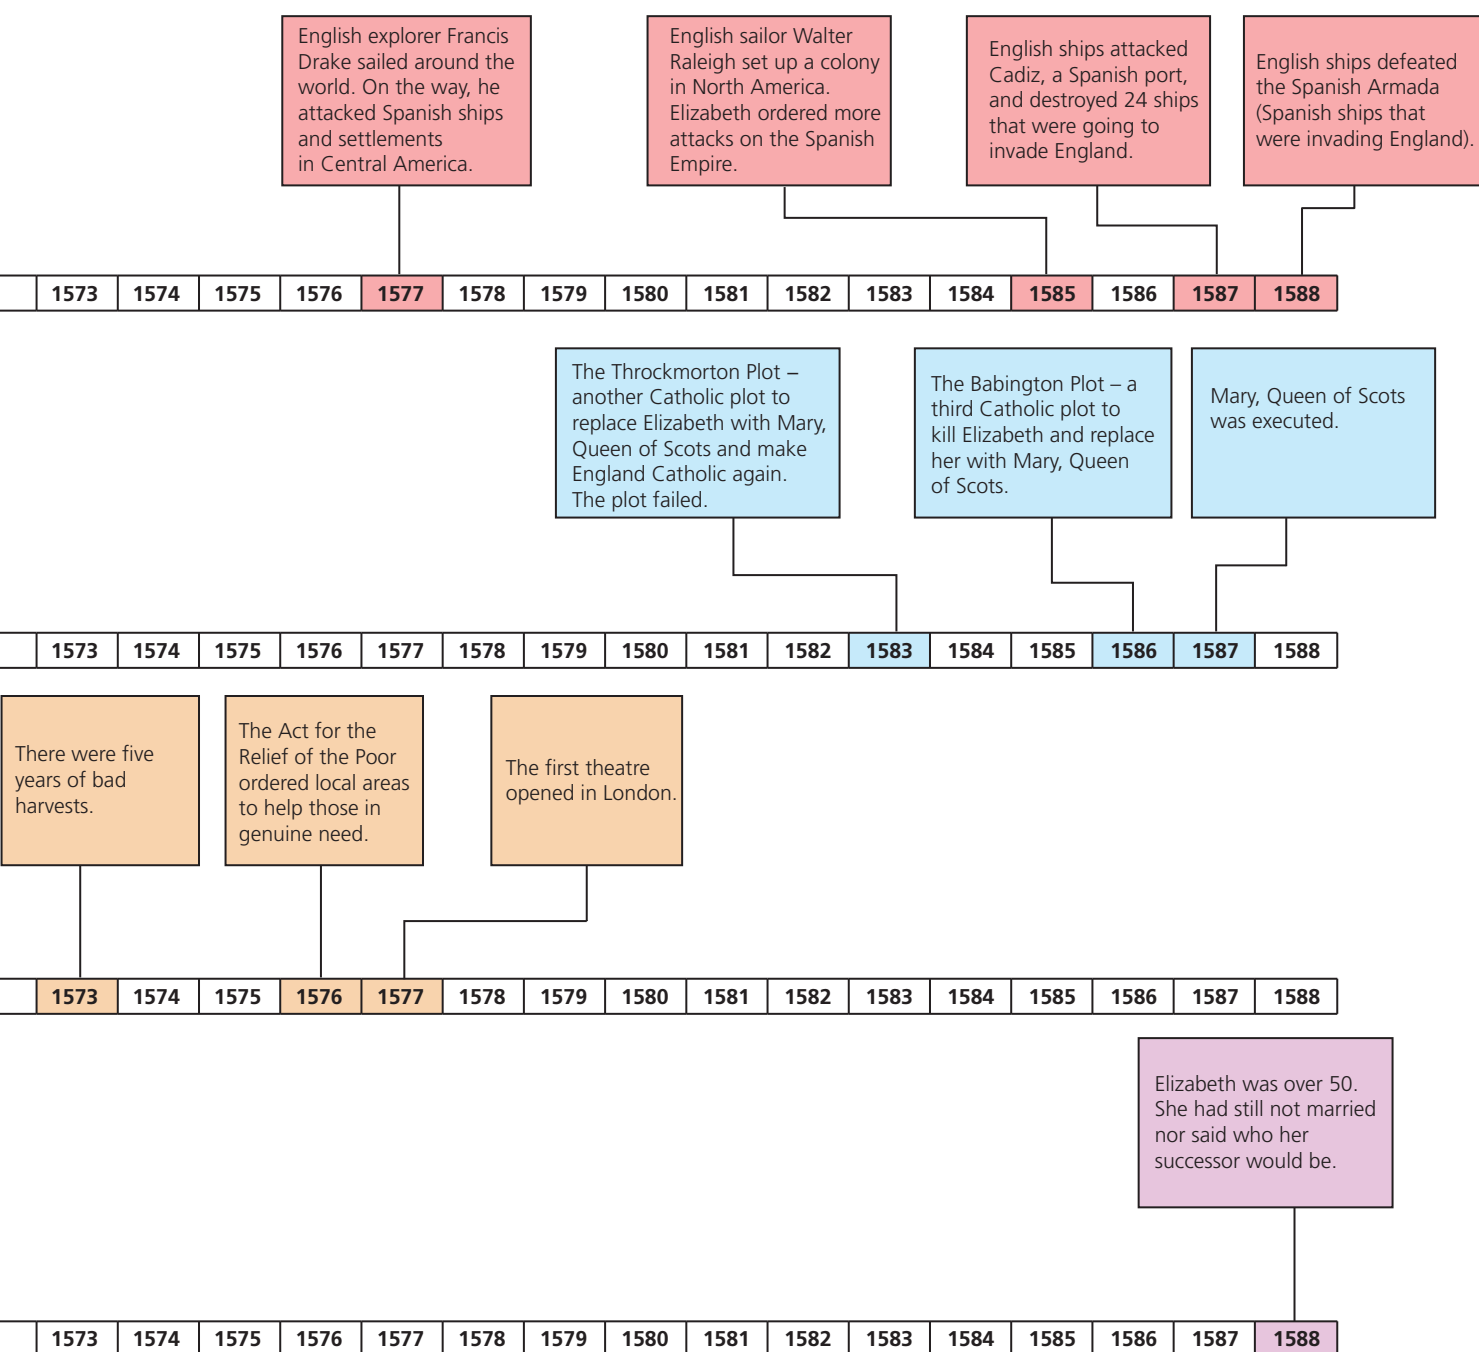 English explorer Francis
Drake sailed around the
world. On the way, he
attacked Spanish ships
and settlements
in Central America.
English sailor Walter
Raleigh set up a colony
in North America.
Elizabeth ordered more
attacks on the Spanish
Empire.
English ships attacked
Cadiz, a Spanish port,
and destroyed 24 ships
that were going to
invade England.
English ships defeated
the Spanish Armada
(Spanish ships that
were invading England).
1573 1574 1575 1576 1577 1578 1579 1580 1581 1582 1583 1584 1585 1586 1587 1588
The Throckmorton Plot –
another Catholic plot to
replace Elizabeth with Mary,
Queen of Scots and make
England Catholic again.
The plot failed.
The Babington Plot – a
third Catholic plot to
kill Elizabeth and replace
her with Mary, Queen
of Scots.
Mary, Queen of Scots
was executed.
1573 1574 1575 1576 1577 1578 1579 1580 1581 1582 1583 1584 1585 1586 1587 1588
There were five
years of bad
harvests.
The Act for the
Relief of the Poor
ordered local areas
to help those in
genuine need.
The first theatre
opened in London.
1573 1574 1575 1576 1577 1578 1579 1580 1581 1582 1583 1584 1585 1586 1587 1588
Elizabeth was over 50.
She had still not married
nor said who her
successor would be.
1573 1574 1575 1576 1577 1578 1579 1580 1581 1582 1583 1584 1585 1586 1587 1588